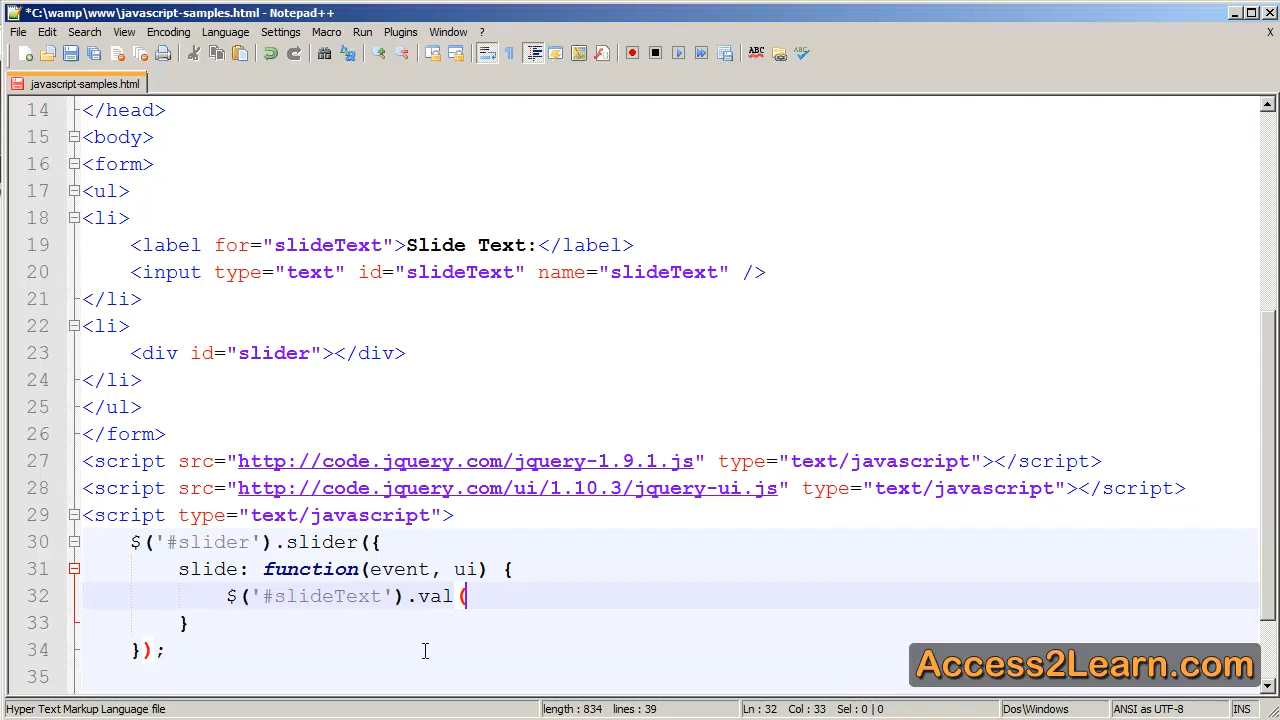 *C:\wamp\www\javascript-samples.html - Notepad++
File Edit Search View Encoding Language Settings Macro Run Plugins Window ? X
ABC ABC
javascript-samples.html
14 </head>
15 <body>
16 <form>
17 <ul>
18 <li>
19 <label for="slideText">Slide Text:</label>
20 <input type="text" id="slideText" name="slideText" />
21 </li>
22 <li>
23 <div id="slider"></div>
24 </li>
25 </ul>
26 </form>
27 <script src="http://code.jquery.com/jquery-1.9.1.js" type="text/javascript"></script>
28 <script src="http://code.jquery.com/ui/1.10.3/jquery-ui.js" type="text/javascript"></script>
29 <script type="text/javascript">
30 $('#slider').slider({
31 slide: function(event, ui) {
32 $('#slideText').val(
33 }
34 });
35
Access2Learn.com
Hyper Text Markup Language file length : 834 lines : 39 Ln : 32 Col : 33 Sel : 0 | 0 Dos\Windows ANSI as UTF-8 INS